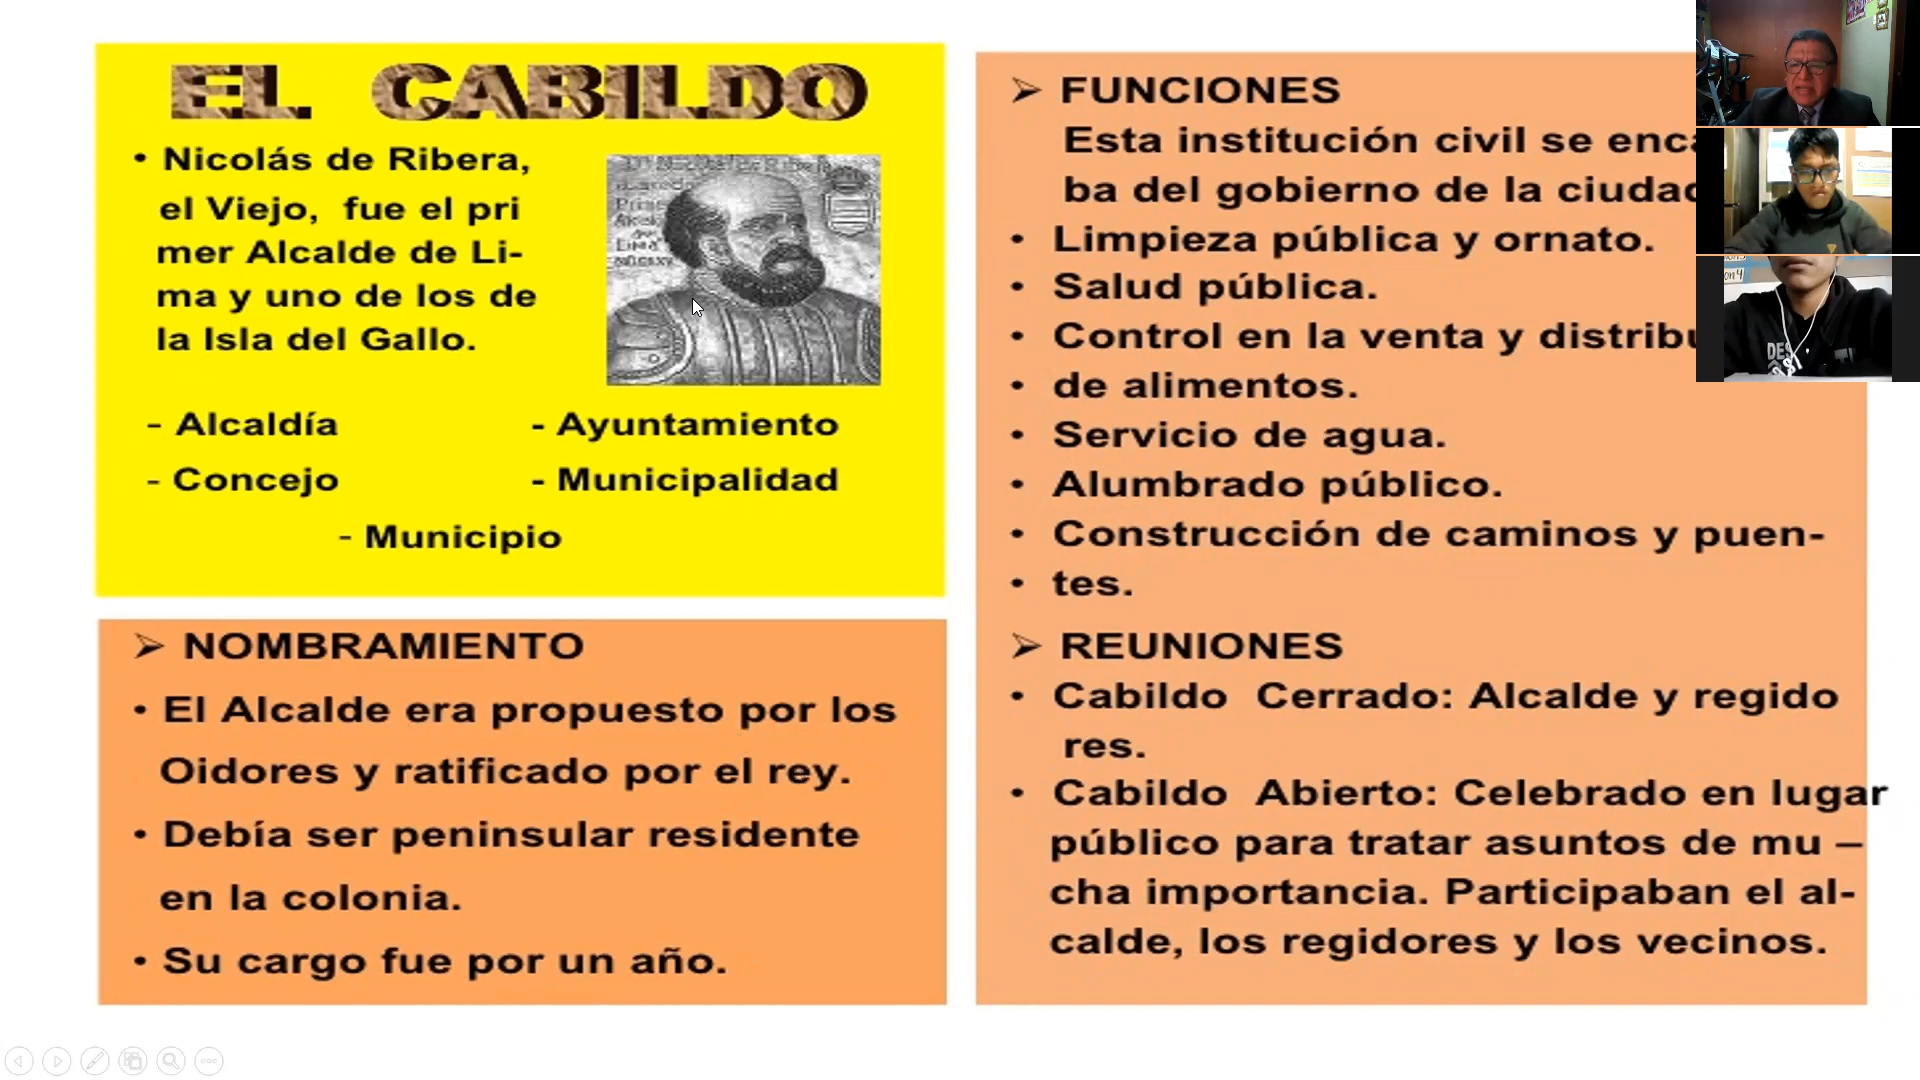 EL CABILDO
• Nicolás de Ribera,
el Viejo, fue el pri
mer Alcalde de Li-
ma y uno de los de
la Isla del Gallo.
- Alcaldía - Ayuntamiento
- Concejo - Municipalidad
- Municipio
➢ NOMBRAMIENTO
• El Alcalde era propuesto por los
Oidores y ratificado por el rey.
• Debía ser peninsular residente
en la colonia.
• Su cargo fue por un año.
➢ FUNCIONES
Esta institución civil se
ba del gobierno de la
• Limpieza pública y ornato.
• Salud pública.
• Control en la venta y
• de alimentos.
• Servicio de agua.
• Alumbrado público.
• Construcción de caminos y puen-
• tes.
➢ REUNIONES
• Cabildo Cerrado: Alcalde y regido
res.
• Cabildo Abierto: Celebrado en lugar
público para tratar asuntos de mu –
cha importancia. Participaban el al-
calde, los regidores y los vecinos.